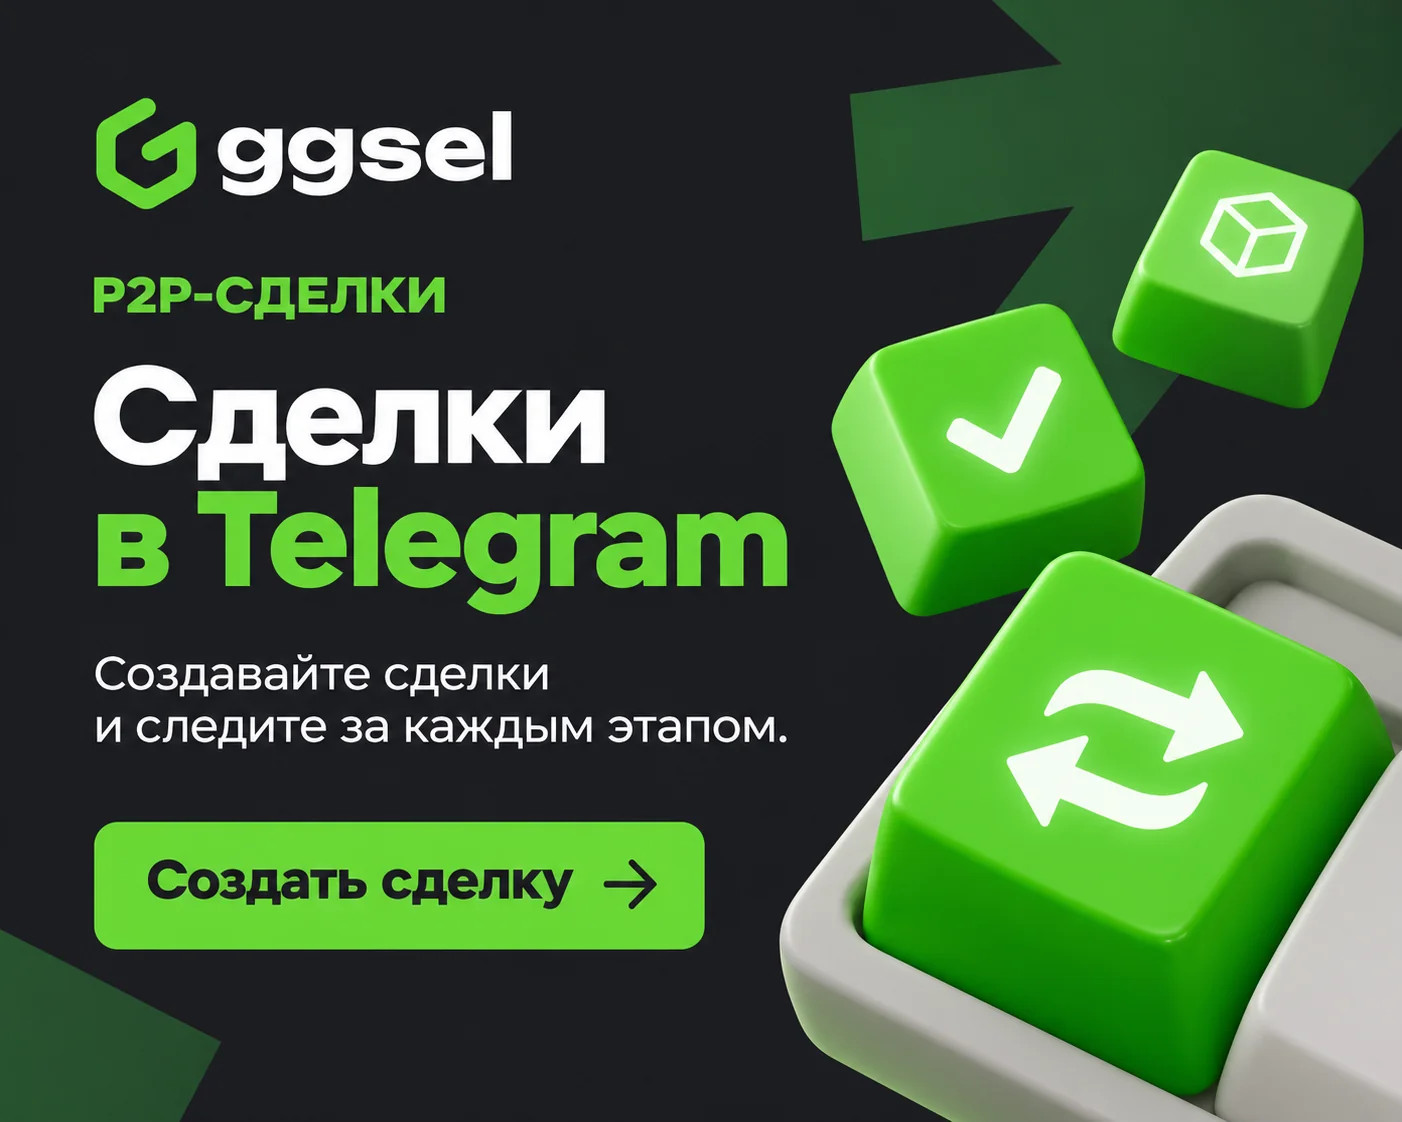 ggsel
P2P-СДЕЛКИ
Сделки
в Telegram
Создавайте сделки
и следите за каждым этапом.
Создать сделку →